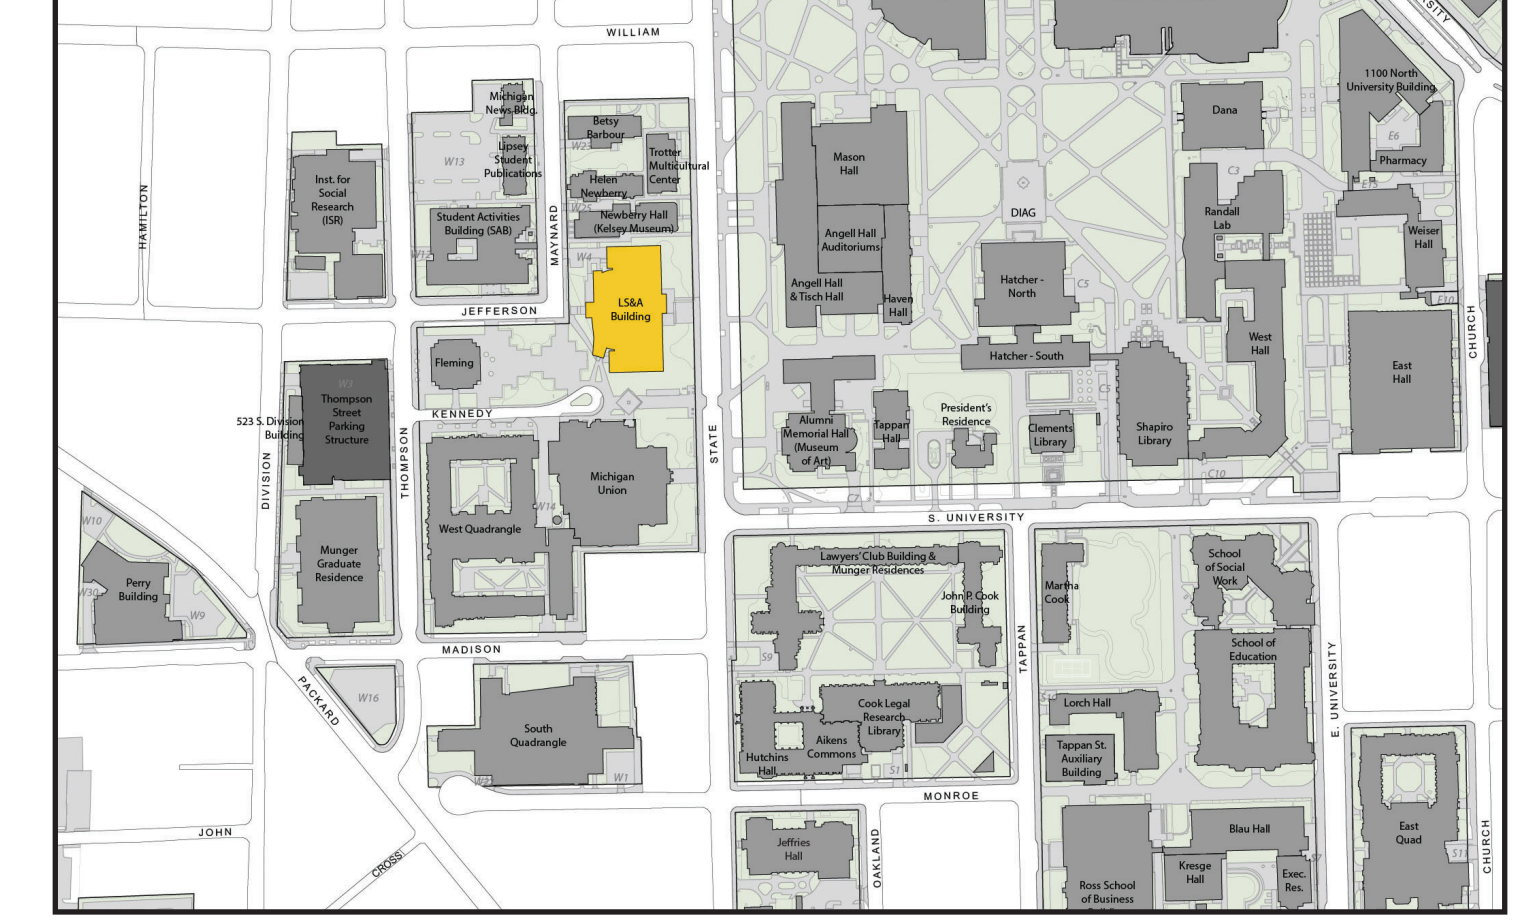 WILLIAM
RSITY
HAMILTON
MAYNARD
Michigan
News Bldg.
W13
Lipsey
Student
Publications
Betsy
Barbour
Trotter
Multicultural
Center
Helen
Newberry
W25
Newberry Hall
(Kelsey Museum)
Inst. for
Social
Research
(ISR)
Student Activities
Building (SAB)
W12
W4
LS&A
Building
JEFFERSON
Mason
Hall
Angell Hall
Auditoriums
Angell Hall
& Tisch Hall
Haven
Hall
DIAG
Hatcher -
North
C5
Hatcher - South
C5
Dana
C3
Randall
Lab
1100 North
University Building
E6
Pharmacy
E13
Weiser
Hall
E10
West
Hall
East
Hall
CHURCH
Fleming
KENNEDY
W3
Thompson
Street
Parking
Structure
523 S. Division
Building
DIVISION
THOMPSON
STATE
Alumni
Memorial Hall
(Museum
of Art)
Tappan
Hall
President's
Residence
Clements
Library
Shapiro
Library
C10
C7
S. UNIVERSITY
Michigan
Union
W14
West Quadrangle
Munger
Graduate
Residence
W10
Perry
Building
W30
W9
MADISON
PACKARD
W16
Lawyers' Club Building &
Munger Residences
John P. Cook
Building
S9
TAPPAN
Martha
Cook
School
of Social
Work
School of
Education
E. UNIVERSITY
South
Quadrangle
W1
Cook Legal
Research
Library
Aikens
Commons
Hutchins
Hall
S1
Lorch Hall
Tappan St.
Auxiliary
Building
MONROE
JOHN
CROSS
Jeffries
Hall
OAKLAND
Ross School
of Business
Blau Hall
Kresge
Hall
Exec.
Res.
East
Quad
S11
CHURCH